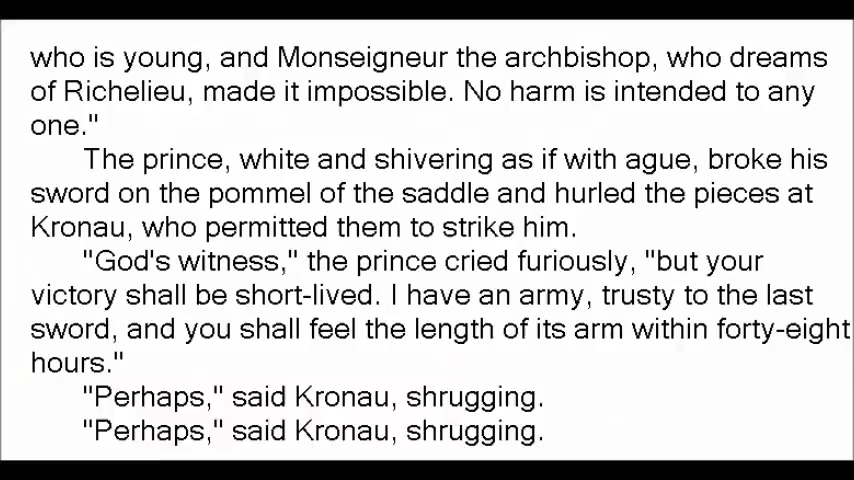 who is young, and Monseigneur the archbishop, who dreams
of Richelieu, made it impossible. No harm is intended to any
one."
The prince, white and shivering as if with ague, broke his
sword on the pommel of the saddle and hurled the pieces at
Kronau, who permitted them to strike him.
"God's witness," the prince cried furiously, "but your
victory shall be short-lived. I have an army, trusty to the last
sword, and you shall feel the length of its arm within forty-eight
hours."
"Perhaps," said Kronau, shrugging.
"Perhaps," said Kronau, shrugging.